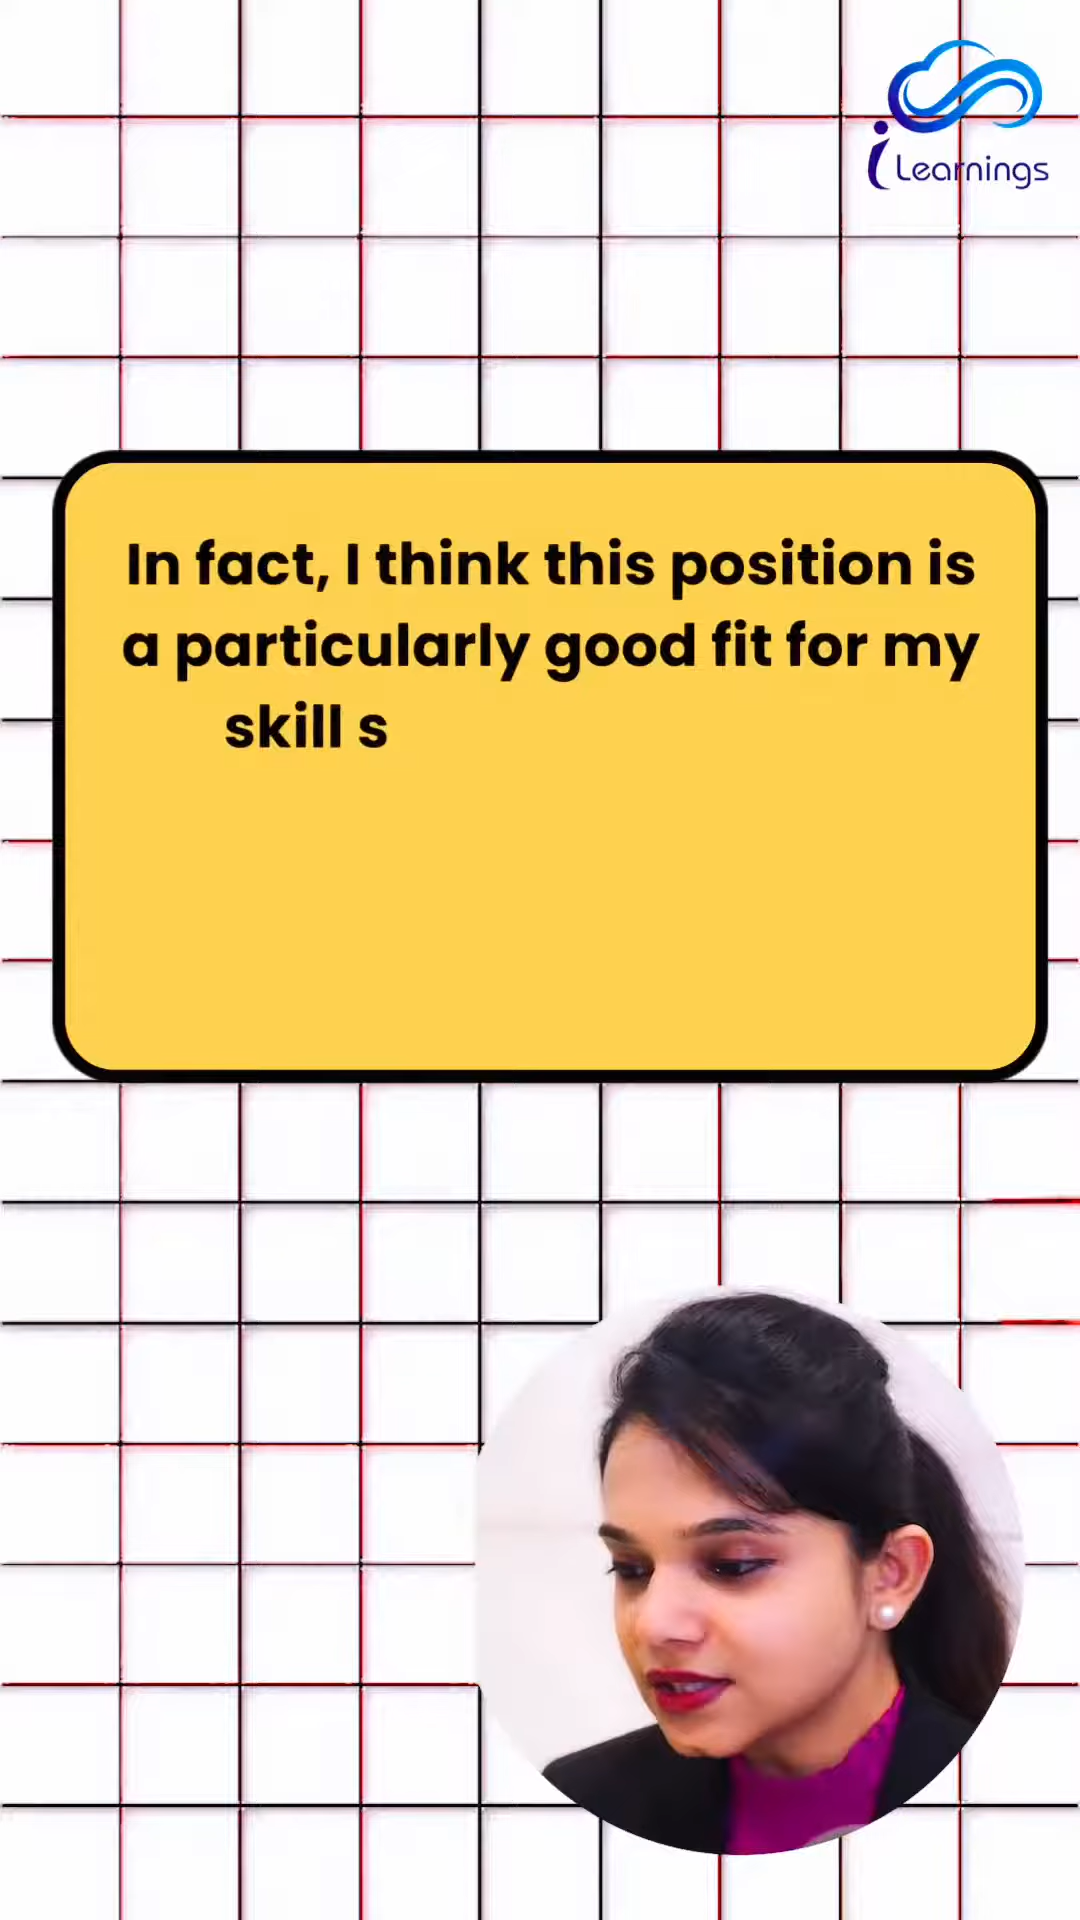 i Learnings
In fact, I think this position is
a particularly good fit for my
skill s